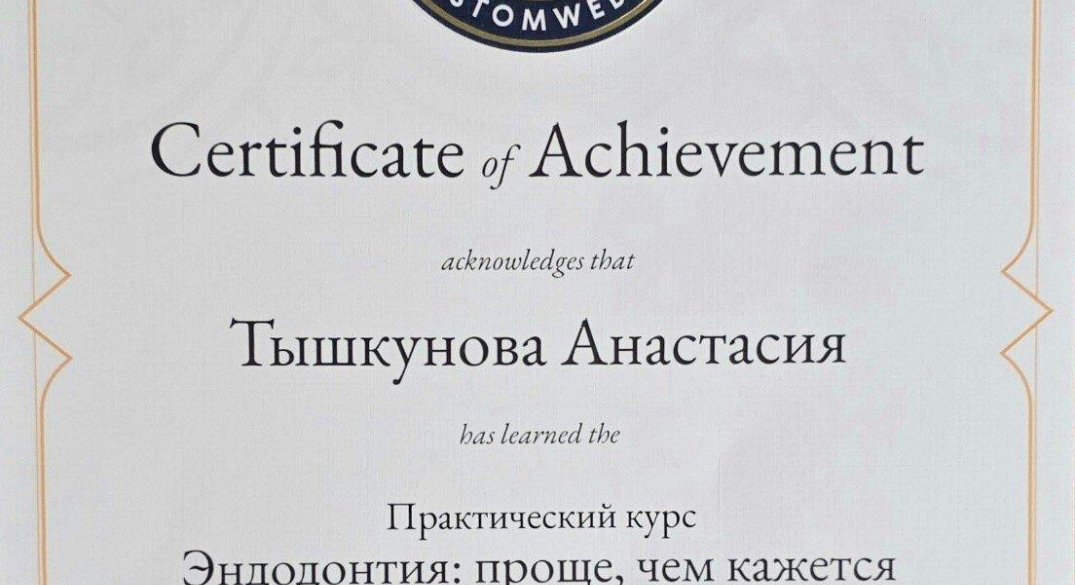 STOMWEB
Certificate of Achievement
acknowledges that
Тышкунова Анастасия
has learned the
Практический курс
Эндодонтия: проще, чем кажется